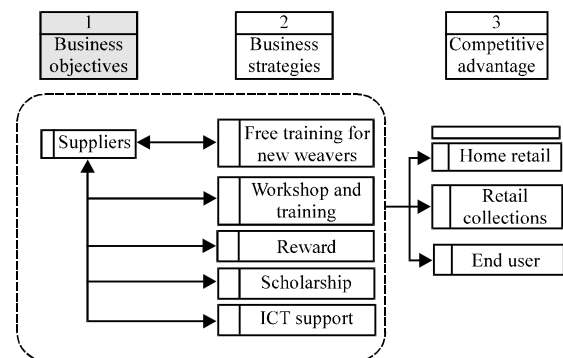 1
Business
objectives
2
Business
strategies
3
Competitive
advantage
Suppliers
Free training for
new weavers
Workshop and
training
Reward
Scholarship
ICT support
Home retail
Retail
collections
End user